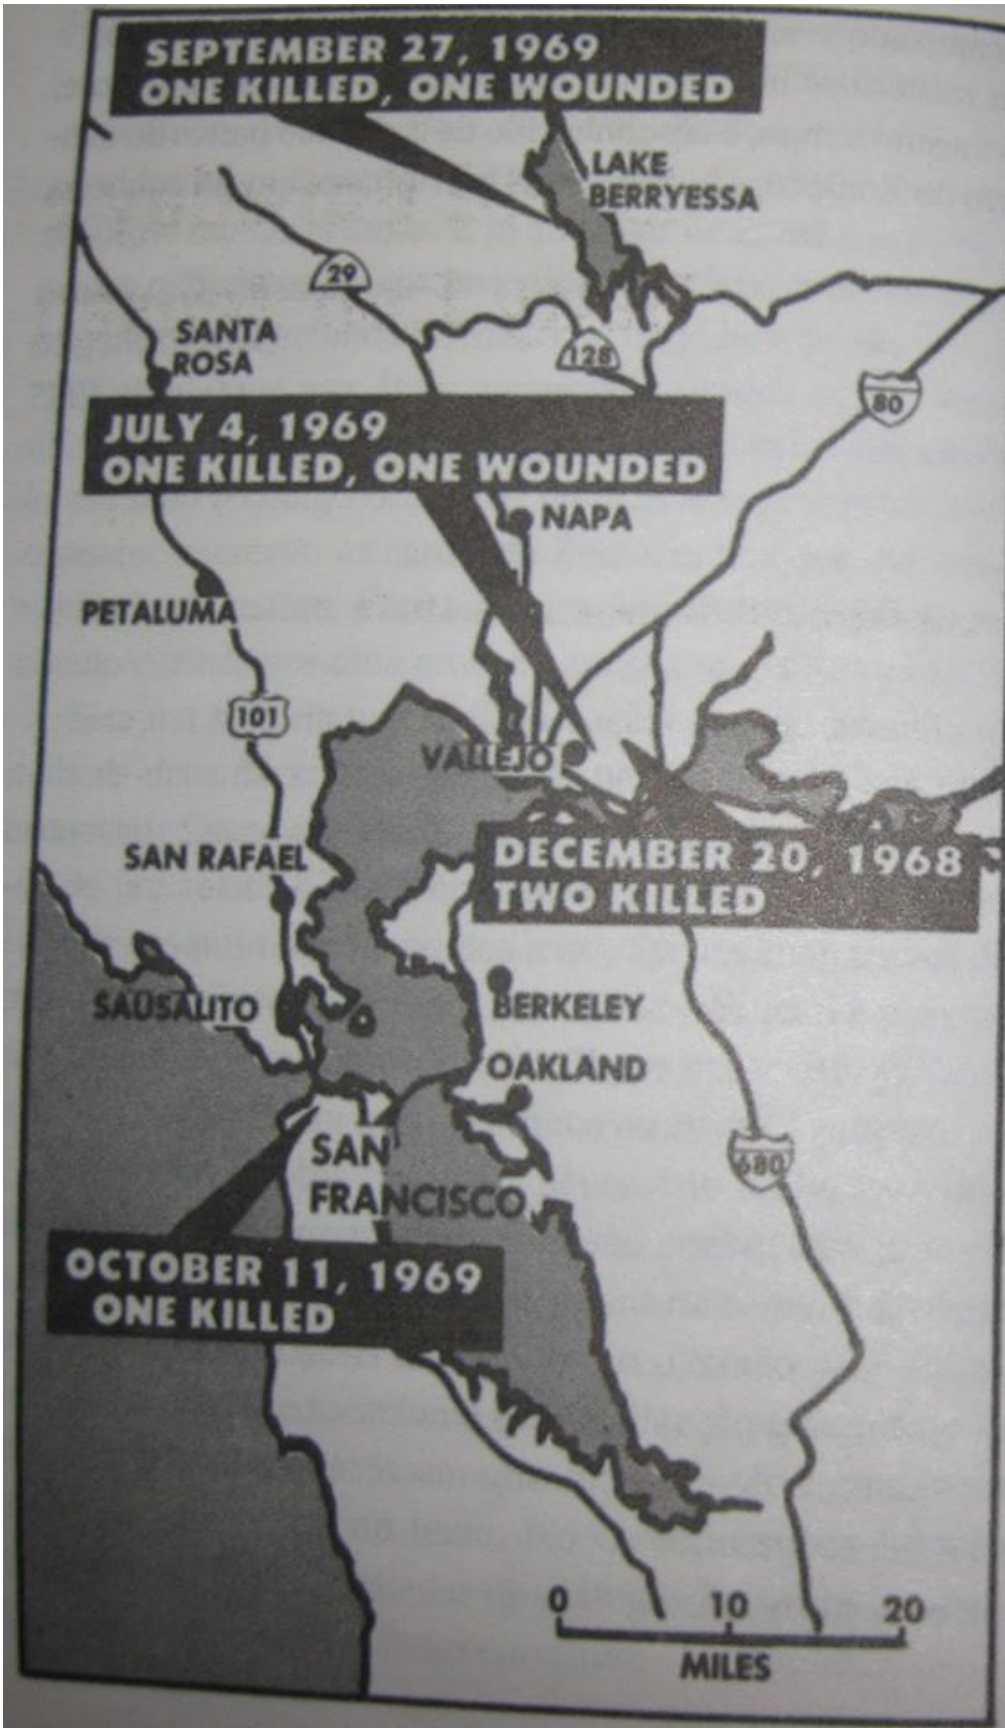 SEPTEMBER 27, 1969
ONE KILLED, ONE WOUNDED
LAKE
BERRYESSA
29
SANTA
ROSA
128
80
JULY 4, 1969
ONE KILLED, ONE WOUNDED
NAPA
PETALUMA
101
VALLEJO
SAN RAFAEL
DECEMBER 20, 1968
TWO KILLED
SAUSALITO
BERKELEY
OAKLAND
SAN
FRANCISCO
680
OCTOBER 11, 1969
ONE KILLED
0 10 20
MILES